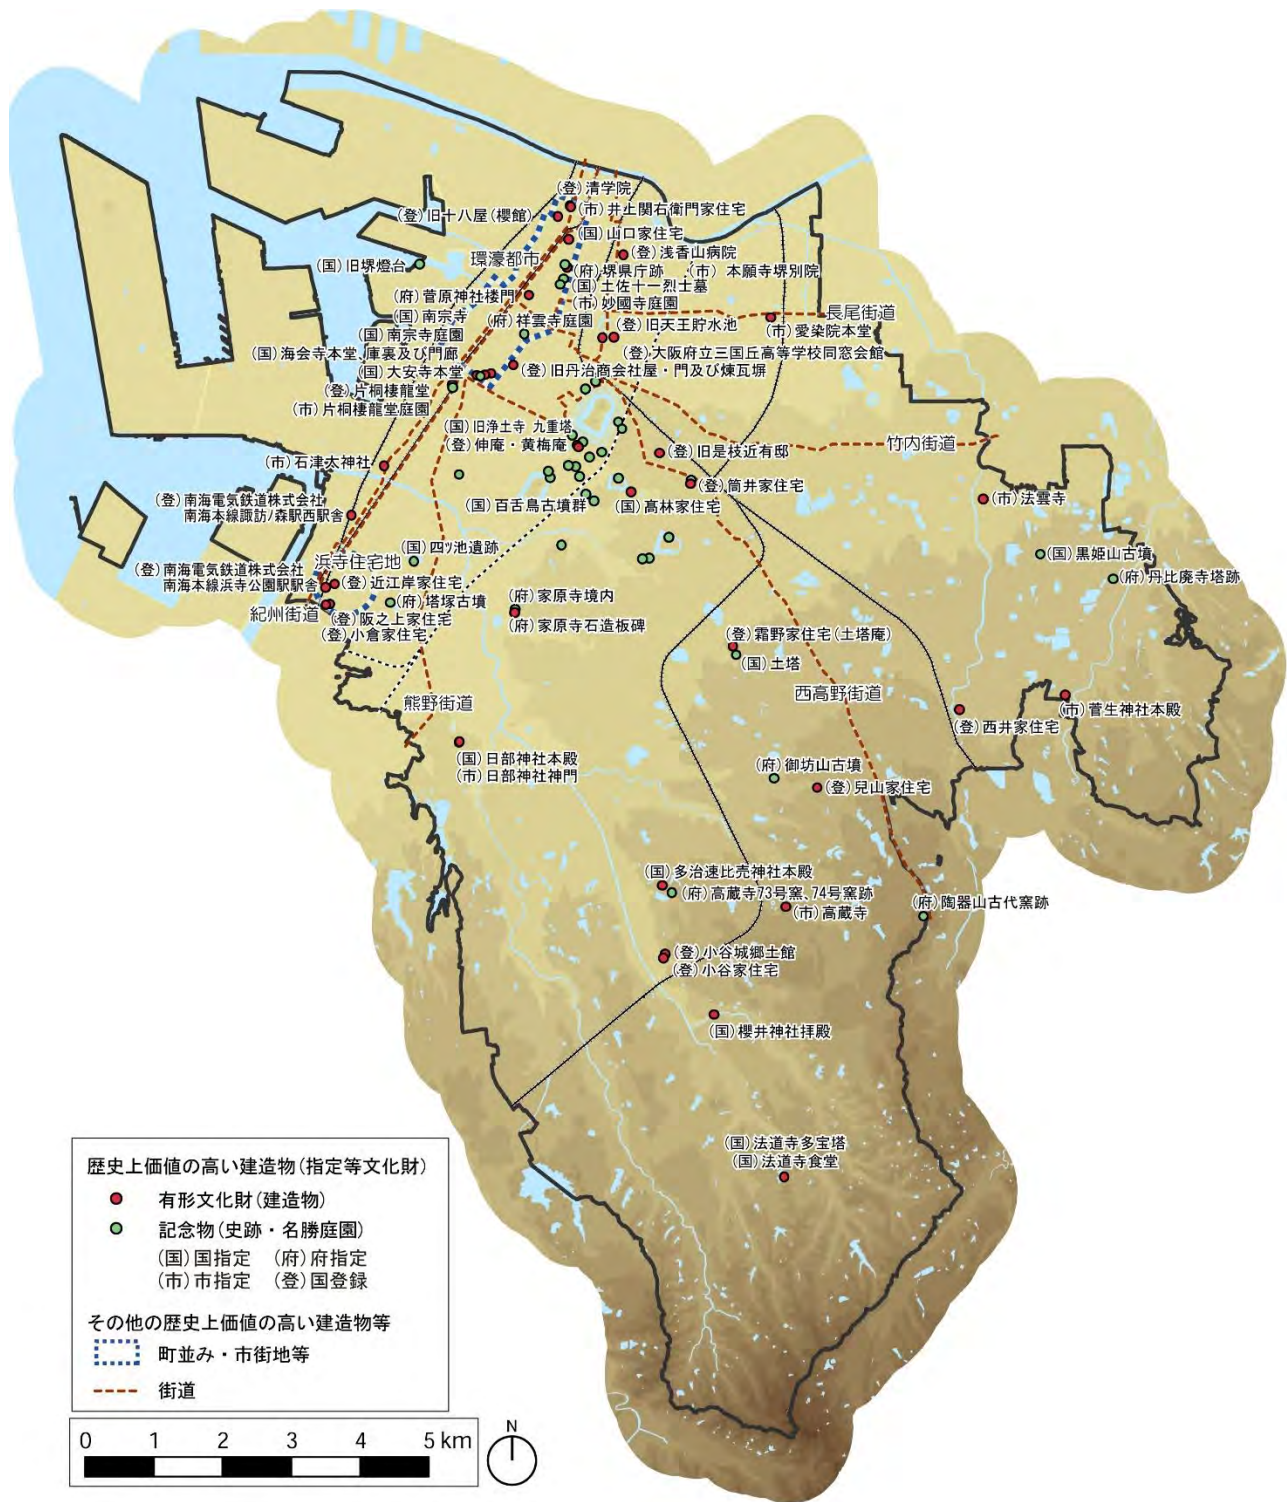 (登)清学院
(市)井上関右衛門家住宅
(登)旧十八屋(櫻館)
(国)山口家住宅
(登)浅香山病院
環濠都市
(国)旧堺燈台
(府)堺県庁跡
(市) 本願寺堺別院
(国)土佐十一烈士墓
(府)菅原神社楼門
(市)妙國寺庭園
(国)南宗寺
(府)祥雲寺庭園
長尾街道
(登)旧天王貯水池
(市)愛染院本堂
(国)南宗寺庭園
(国)海会寺本堂、庫裏及び門廊
(登)大阪府立三国丘高等学校同窓会館
(国)大安寺本堂
(登)旧丹治商会社屋・門及び煉瓦塀
(登)片桐棲龍堂
(市)片桐棲龍堂庭園
(国)旧浄土寺 九重塔
(登)伸庵・黄梅庵
竹内街道
(登)旧是枝近有邸
(市)石津太神社
(登)筒井家住宅
(登)南海電気鉄道株式会社
南海本線諏訪ノ森駅西駅舎
(国)百舌鳥古墳群
(国)高林家住宅
(市)法雲寺
(国)四ツ池遺跡
(国)黒姫山古墳
浜寺住宅地
(登)南海電気鉄道株式会社
南海本線浜寺公園駅駅舎
(登)近江岸家住宅
(府)丹比廃寺塔跡
(府)塔塚古墳
(府)家原寺境内
紀州街道
(登)阪之上家住宅
(府)家原寺石造板碑
(登)小倉家住宅
(登)霜野家住宅(土塔庵)
(国)土塔
西高野街道
熊野街道
(市)菅生神社本殿
(登)西井家住宅
(国)日部神社本殿
(市)日部神社神門
(府)御坊山古墳
(登)兒山家住宅
(国)多治速比売神社本殿
(府)高蔵寺73号窯、74号窯跡
(市)高蔵寺
(府)陶器山古代窯跡
(登)小谷城郷土館
(登)小谷家住宅
(国)櫻井神社拝殿
(国)法道寺多宝塔
(国)法道寺食堂
歴史上価値の高い建造物(指定等文化財)
有形文化財(建造物)
記念物(史跡・名勝庭園)
(国)国指定 (府)府指定
(市)市指定 (登)国登録
その他の歴史上価値の高い建造物等
町並み・市街地等
街道
0 1 2 3 4 5 km
N